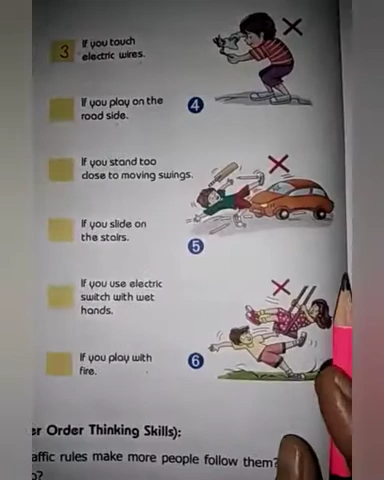 3 If you touch
electric wires.
If you play on the
road side.
4
If you stand too
close to moving swings.
If you slide on
the stairs.
5
If you use electric
switch with wet
hands.
If you play with
fire.
6
er Order Thinking Skills):
affic rules make more people follow them?
o?